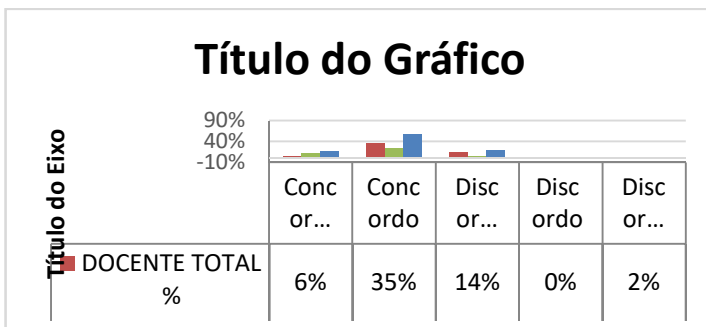 Título do Gráfico
Título do Eixo
90%
40%
-10%
Conc Conc Disc Disc Disc
or... ordo or... ordo or...
DOCENTE TOTAL
% 6% 35% 14% 0% 2%